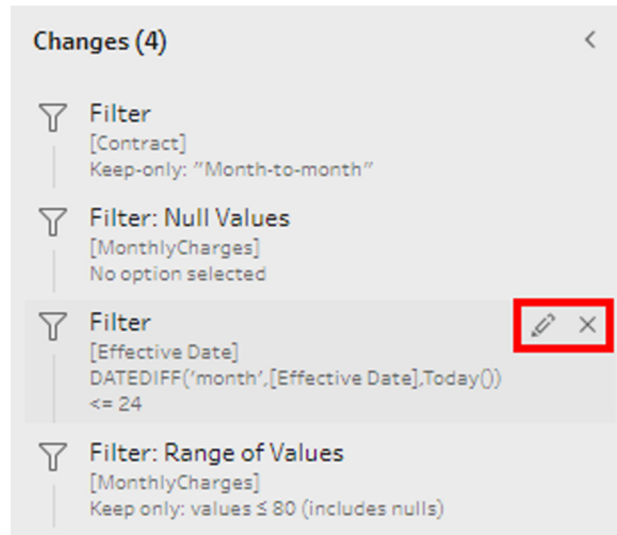 Changes (4)
Filter
[Contract]
Keep-only: "Month-to-month"
Filter: Null Values
[MonthlyCharges]
No option selected
Filter
[Effective Date]
DATEDIFF('month',[Effective Date],Today())
<= 24
Filter: Range of Values
[MonthlyCharges]
Keep only: values ≤ 80 (includes nulls)